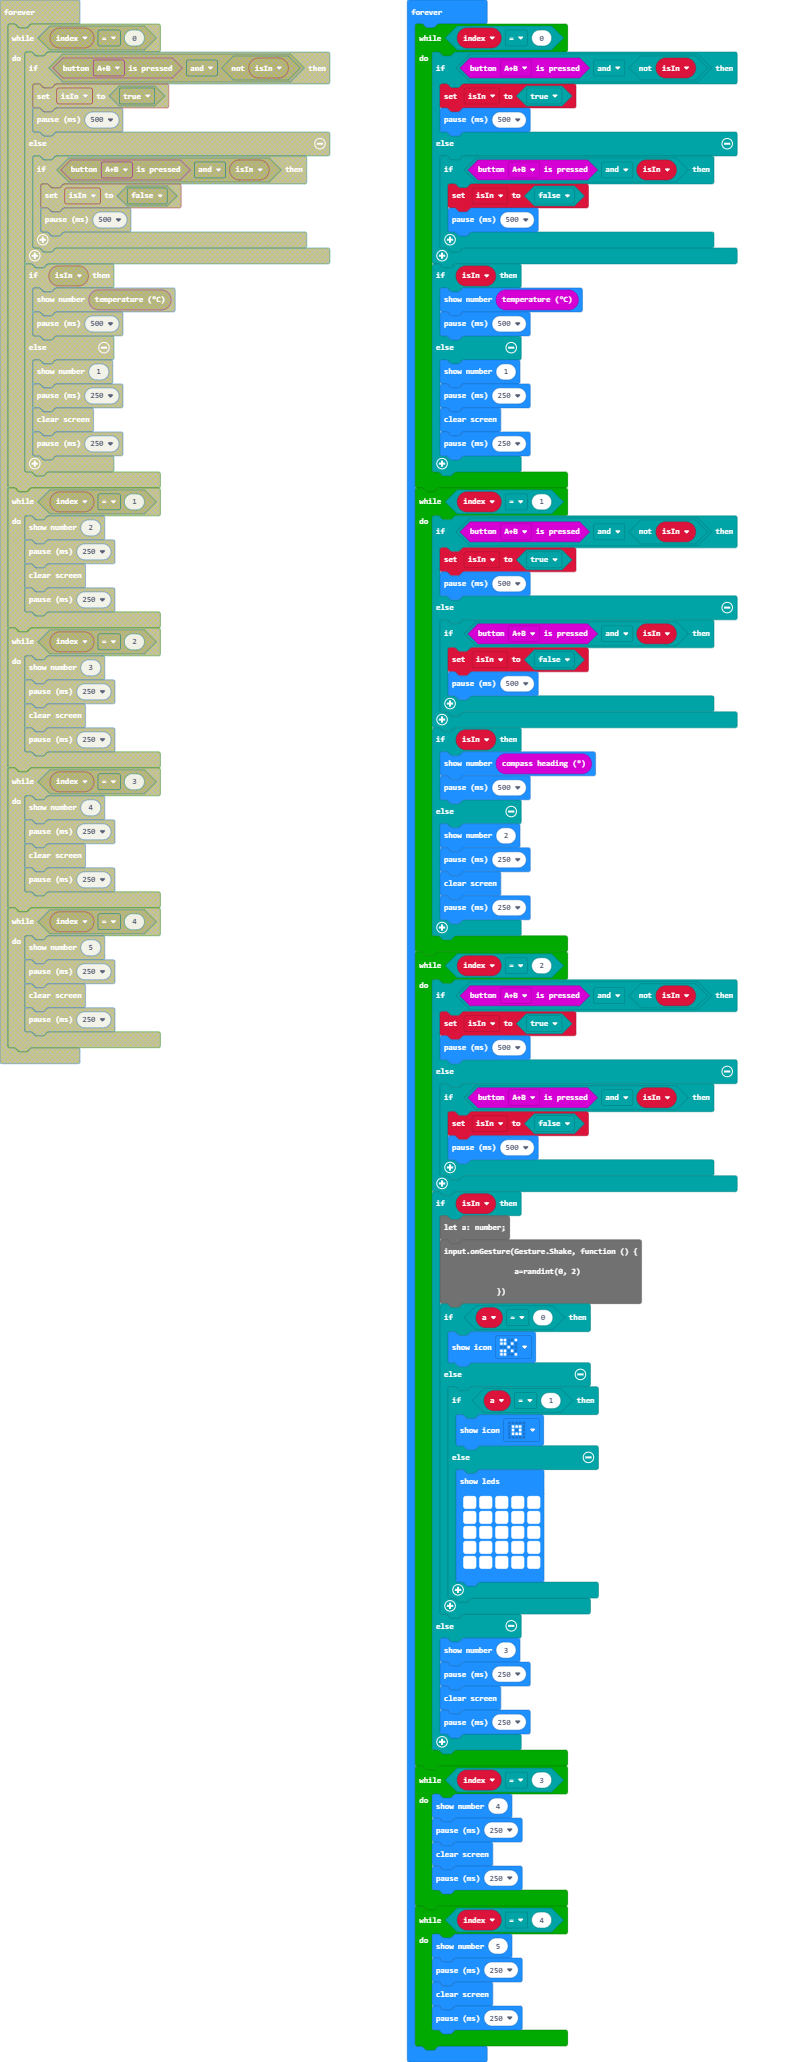 forever
while index = 0
do
if button A+B is pressed and not isIn then
set isIn to true
pause (ms) 500
else
if button A+B is pressed and isIn then
set isIn to false
pause (ms) 500
if isIn then
show number temperature (°C)
pause (ms) 500
else
show number 1
pause (ms) 250
clear screen
pause (ms) 250
while index = 1
do
show number 2
pause (ms) 250
clear screen
pause (ms) 250
while index = 2
do
show number 3
pause (ms) 250
clear screen
pause (ms) 250
while index = 3
do
show number 4
pause (ms) 250
clear screen
pause (ms) 250
while index = 4
do
show number 5
pause (ms) 250
clear screen
pause (ms) 250
forever
while index = 0
do
if button A+B is pressed and not isIn then
set isIn to true
pause (ms) 500
else
if button A+B is pressed and isIn then
set isIn to false
pause (ms) 500
if isIn then
show number temperature (°C)
pause (ms) 500
else
show number 1
pause (ms) 250
clear screen
pause (ms) 250
while index = 1
do
if button A+B is pressed and not isIn then
set isIn to true
pause (ms) 500
else
if button A+B is pressed and isIn then
set isIn to false
pause (ms) 500
if isIn then
show number compass heading (°)
pause (ms) 500
else
show number 2
pause (ms) 250
clear screen
pause (ms) 250
while index = 2
do
if button A+B is pressed and not isIn then
set isIn to true
pause (ms) 500
else
if button A+B is pressed and isIn then
set isIn to false
pause (ms) 500
if isIn then
let a: number;
input.onGesture(Gesture.Shake, function () {
a=randint(0, 2)
})
if a = 0 then
show icon
else
if a = 1 then
show icon
else
show leds
else
show number 3
pause (ms) 250
clear screen
pause (ms) 250
while index = 3
do
show number 4
pause (ms) 250
clear screen
pause (ms) 250
while index = 4
do
show number 5
pause (ms) 250
clear screen
pause (ms) 250